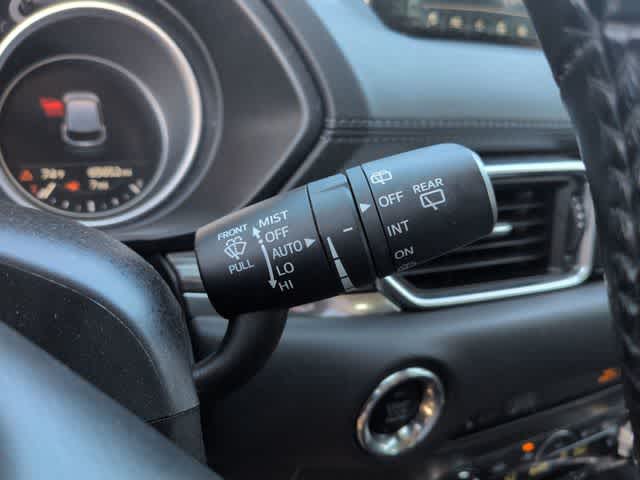 FRONT
MIST
OFF
AUTO
LO
HI
PULL
OFF
REAR
INT
ON